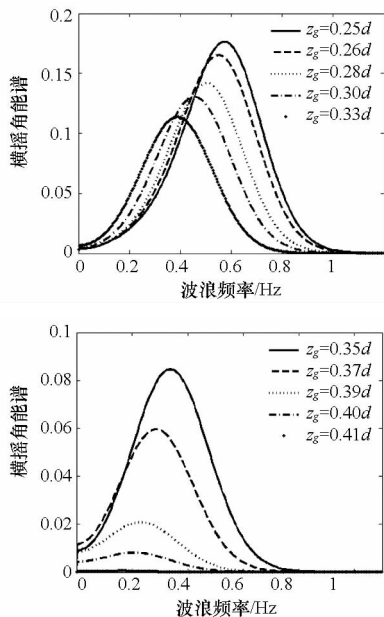 0.2
0.15
0.1
0.05
0
横摇角能谱
z_g=0.25d
z_g=0.26d
z_g=0.28d
z_g=0.30d
z_g=0.33d
0 0.2 0.4 0.6 0.8 1
波浪频率/Hz
0.1
0.08
0.06
0.04
0.02
0
横摇角能谱
z_g=0.35d
z_g=0.37d
z_g=0.39d
z_g=0.40d
z_g=0.41d
0 0.2 0.4 0.6 0.8 1
波浪频率/Hz